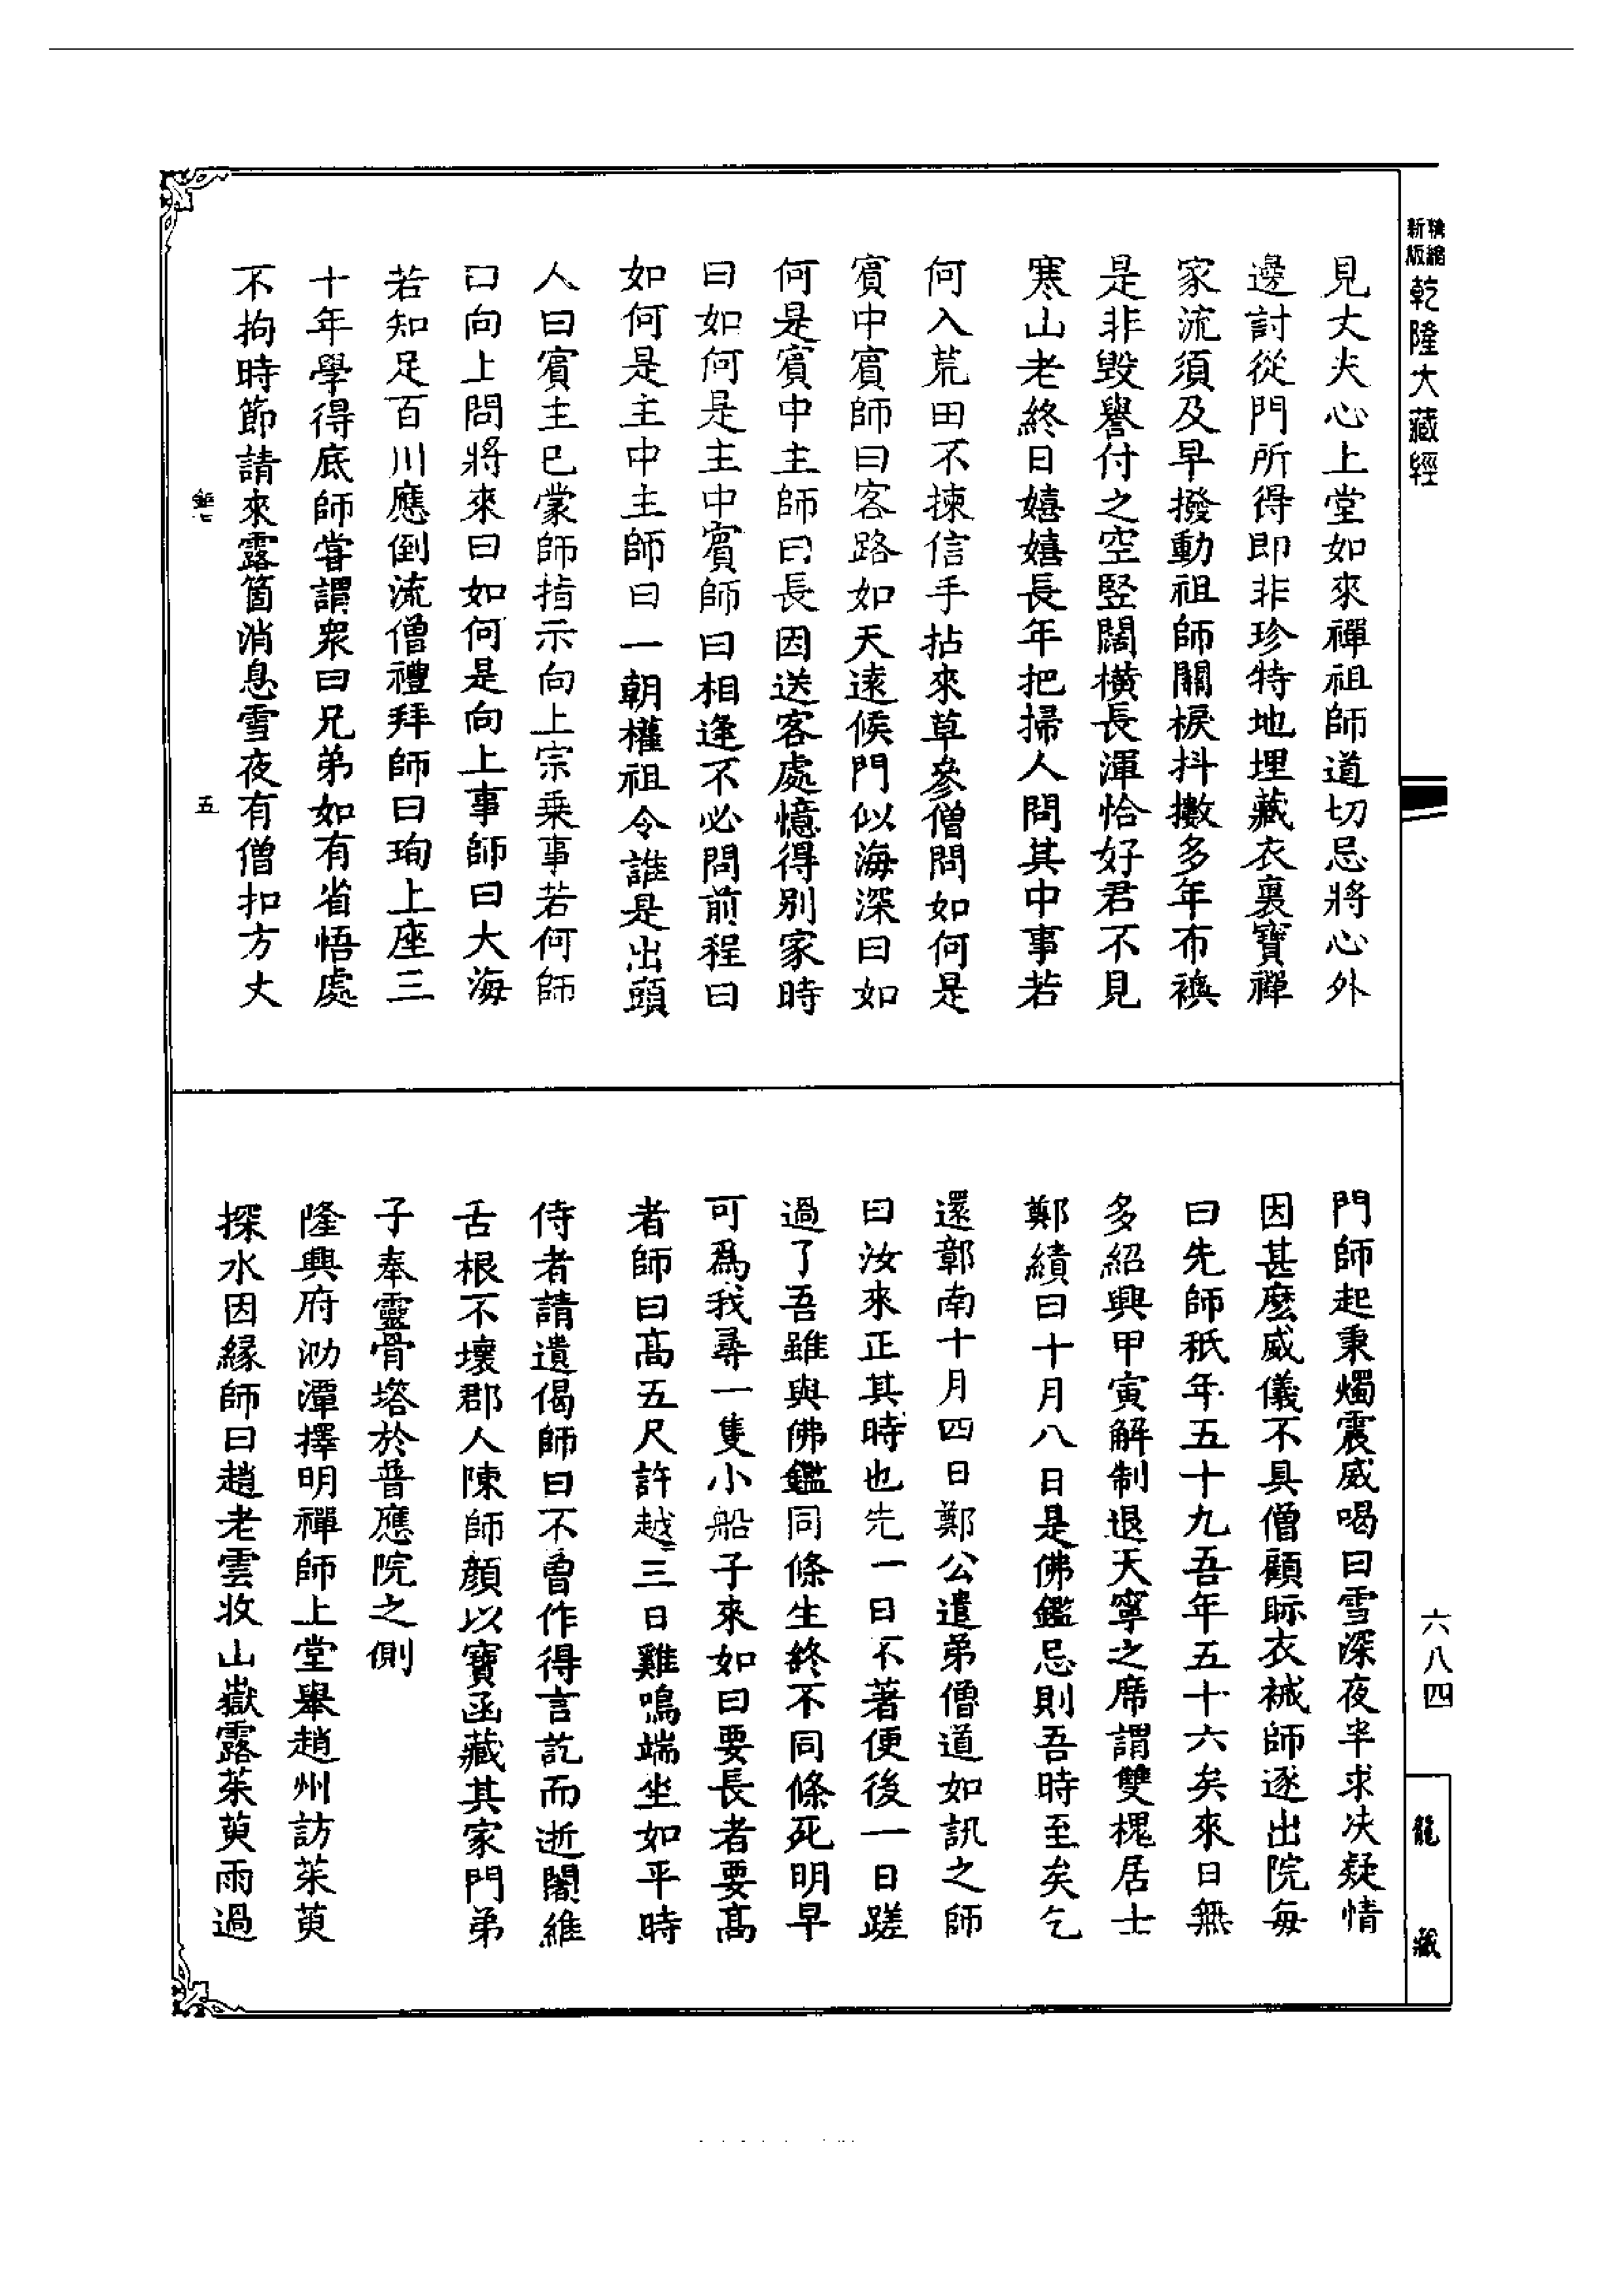 新版
精縮
乾隆大藏經
見丈夫心上堂如來禪祖師道切忌將心外
邊討從門所得即非珍特地埋藏衣裏寶禪
家流須及早撥動祖師關棙抖擻多年布襖
是非毀譽付之空竪闊橫長渾恰好君不見
寒山老終日嬉嬉長年把掃人問其中事若
何入荒田不揀信手拈來草參僧問如何是
賓中賓師曰客路如天遠候門似海深曰如
何是賓中主師曰長因送客處憶得別家時
曰如何是主中賓師曰相逢不必問前程曰
如何是主中主師曰一朝權祖令誰是出頭
人曰賓主已蒙師指示向上宗乘事若何師
曰向上問將來曰如何是向上事師曰大海
若知足百川應倒流僧禮拜師曰珣上座三
十年學得底師甞謂衆曰兄弟如有省悟處
不拘時節請來露箇消息雪夜有僧扣方丈
五
門師起秉燭震威喝曰雪深夜半求决疑情
因甚麽威儀不具僧顧眎衣裓師逐出院每
曰先師秖年五十九吾年五十六矣來日無
多紹興甲寅解制退天寧之席謂雙槐居士
鄭績曰十月八日是佛鑑忌則吾時至矣乞
還鄣南十月四日鄭公遣弟僧道如訊之師
曰汝來正其時也先一日不著便後一日蹉
過了吾雖與佛鑑同條生終不同條死明早
可爲我尋一隻小船子來如曰要長者要髙
者師曰髙五尺許越三日雞鳴端坐如平時
侍者請遺偈師曰不曾作得言訖而逝闍維
舌根不壞郡人陳師顔以寶函藏其家門弟
子奉靈骨塔於普應院之側
隆興府泐潭擇明禪師上堂舉趙州訪茱萸
探水因緣師曰趙老雲收山嶽露茱萸雨過
六八四
龍藏